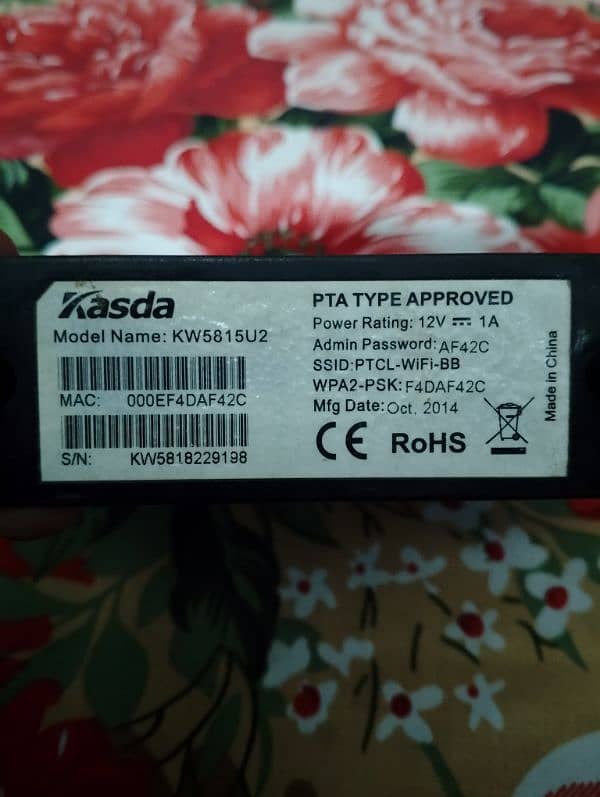 Kasda
Model Name: KW5815U2
MAC: 000EF4DAF42C
S/N: KW5818229198
PTA TYPE APPROVED
Power Rating: 12V ⎓ 1A
Admin Password: AF42C
SSID:PTCL-WiFi-BB
WPA2-PSK: F4DAF42C
Mfg Date: Oct, 2014
CE RoHS
Made in China